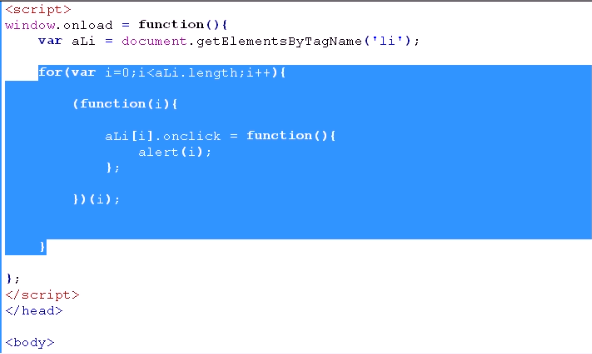 <script>
window.onload = function(){
    var aLi = document.getElementsByTagName('li');
    for(var i=0;i<aLi.length;i++){
        (function(i){
            aLi[i].onclick = function(){
                alert(i);
            };
        })(i);
    }
};
</script>
</head>
<body>